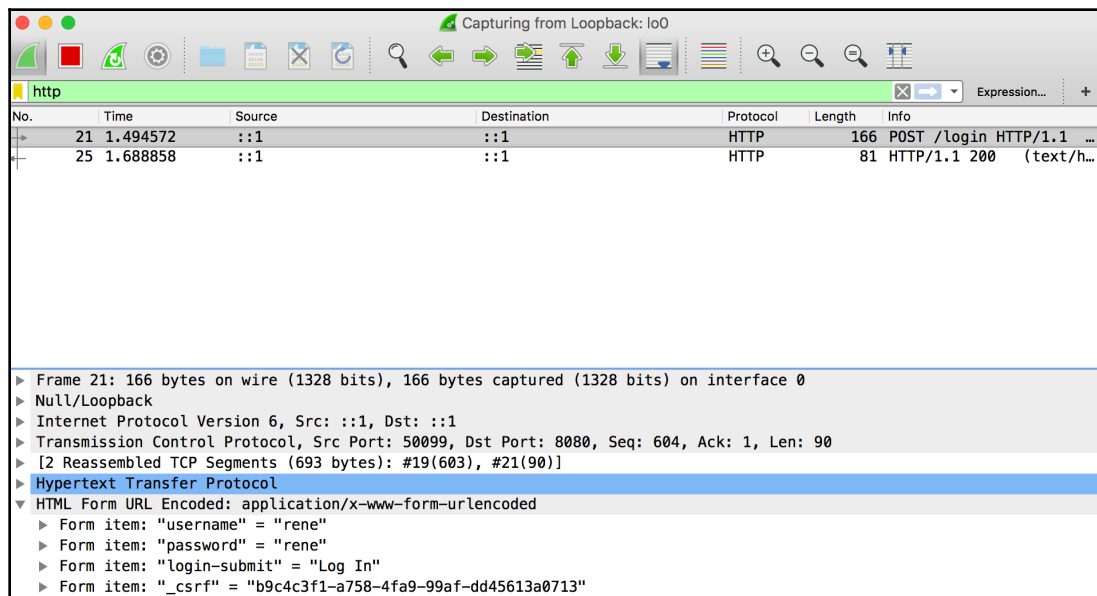 Capturing from Loopback: lo0
http Expression... +
No. Time Source Destination Protocol Length Info
21 1.494572 ::1 ::1 HTTP 166 POST /login HTTP/1.1 …
25 1.688858 ::1 ::1 HTTP 81 HTTP/1.1 200 (text/h…
Frame 21: 166 bytes on wire (1328 bits), 166 bytes captured (1328 bits) on interface 0
Null/Loopback
Internet Protocol Version 6, Src: ::1, Dst: ::1
Transmission Control Protocol, Src Port: 50099, Dst Port: 8080, Seq: 604, Ack: 1, Len: 90
[2 Reassembled TCP Segments (693 bytes): #19(603), #21(90)]
Hypertext Transfer Protocol
HTML Form URL Encoded: application/x-www-form-urlencoded
Form item: "username" = "rene"
Form item: "password" = "rene"
Form item: "login-submit" = "Log In"
Form item: "_csrf" = "b9c4c3f1-a758-4fa9-99af-dd45613a0713"